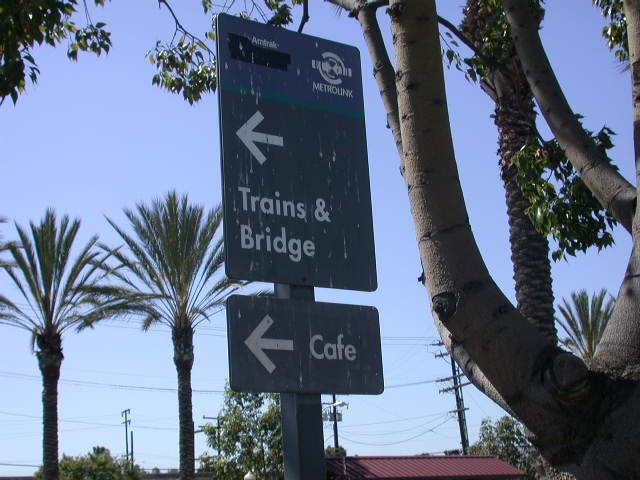 Amtrak
METROLINK
Trains &
Bridge
Cafe